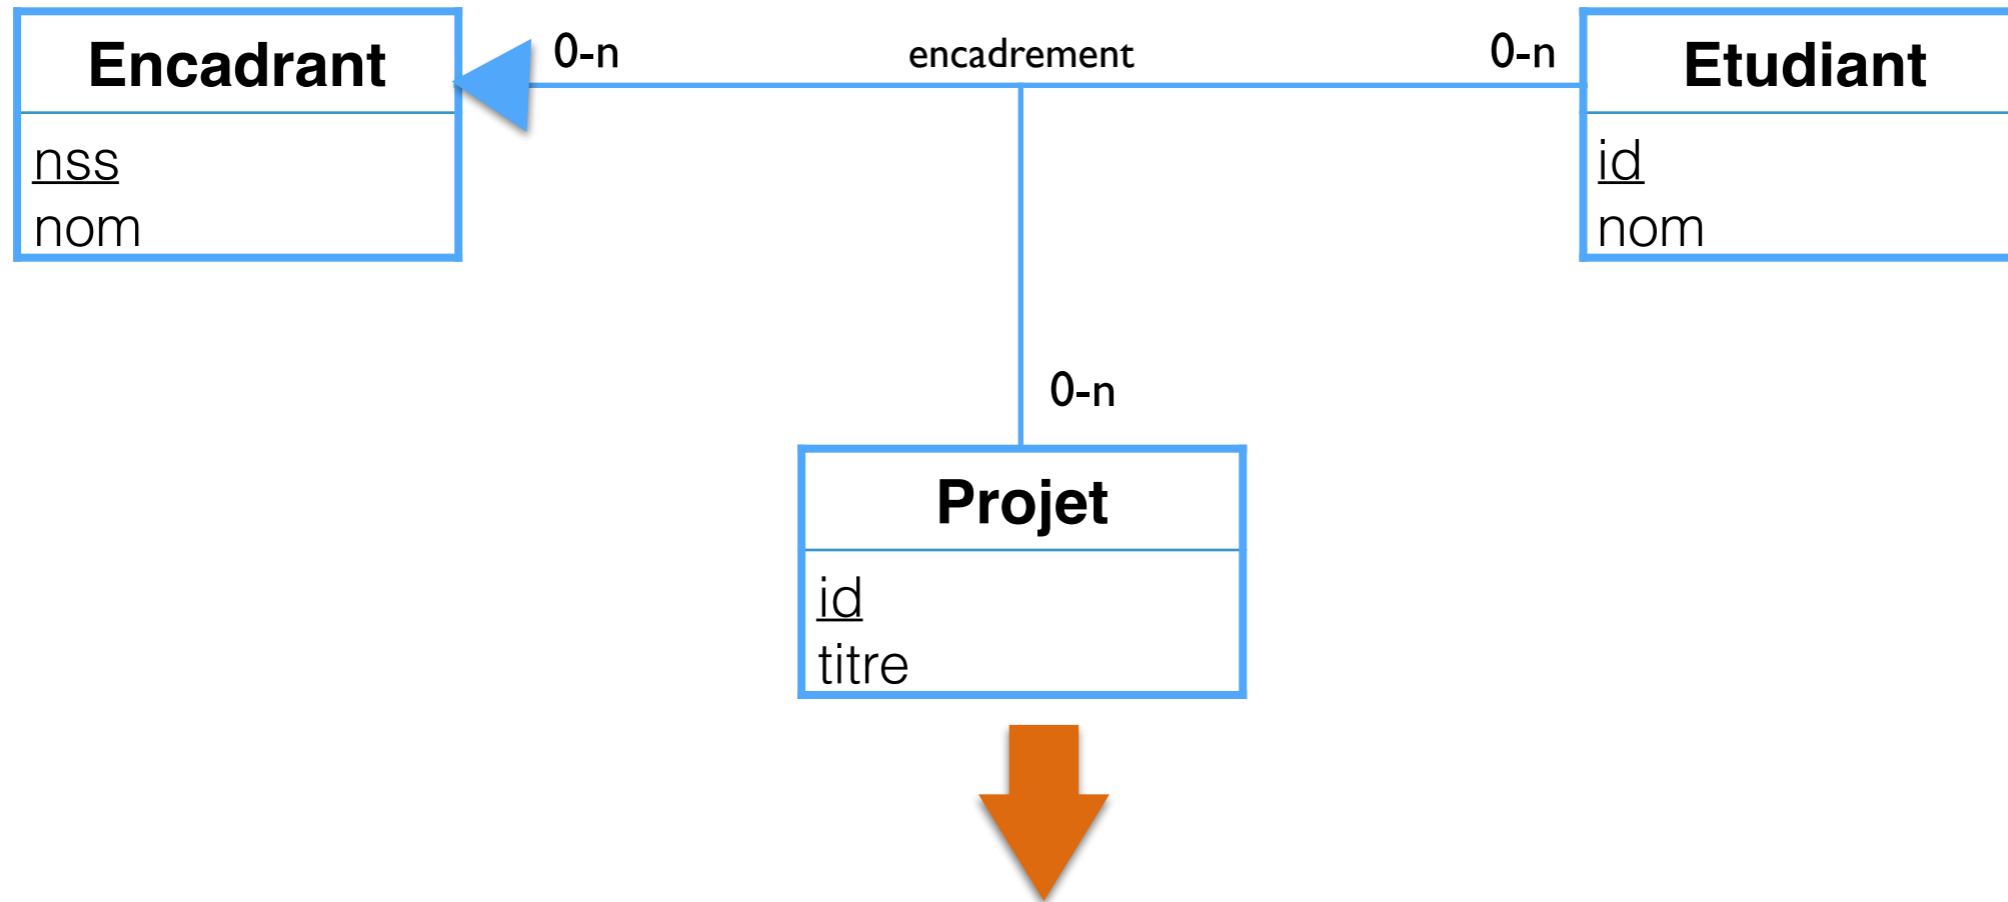 Encadrant
nss
nom
0-n
encadrement
0-n
Etudiant
id
nom
0-n
Projet
id
titre